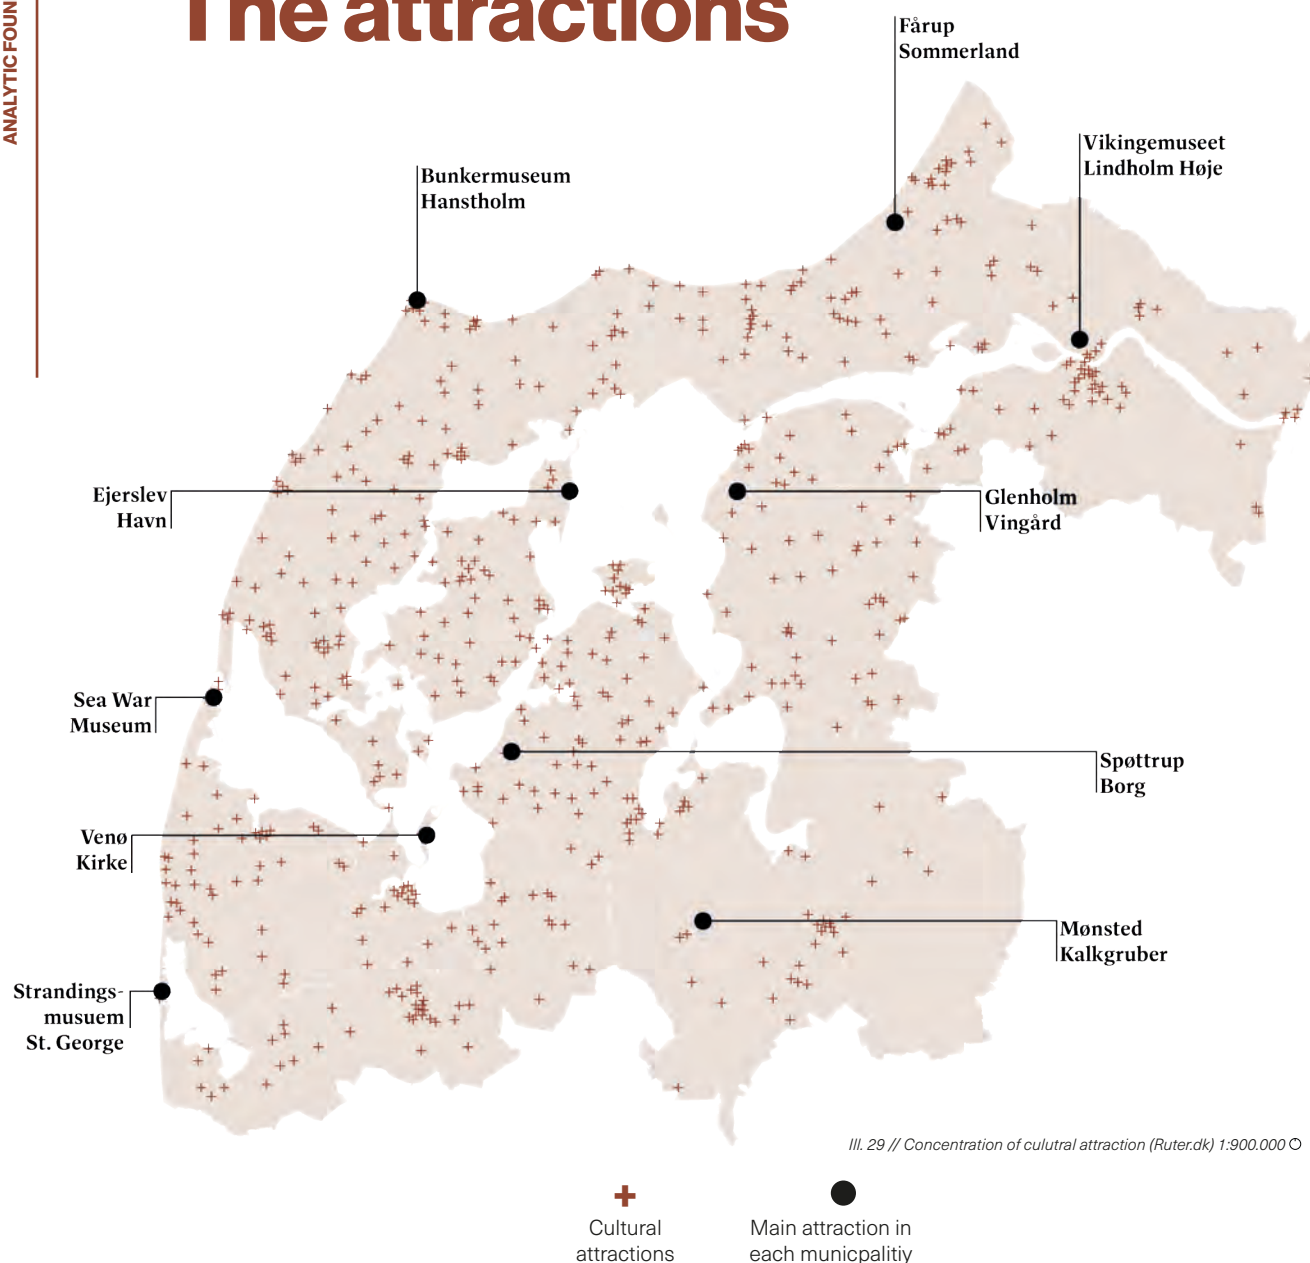 The attractions
ANALYTIC FOUN
Fårup
Sommerland
Vikingemuseet
Lindholm Høje
Bunkermuseum
Hanstholm
Ejerslev
Havn
Glenholm
Vingård
Sea War
Museum
Spøttrup
Borg
Venø
Kirke
Mønsted
Kalkgruber
Strandings-
musuem
St. George
Ill. 29 // Concentration of culutral attraction (Ruter.dk) 1:900.000
Cultural
attractions
Main attraction in
each municpalitiy